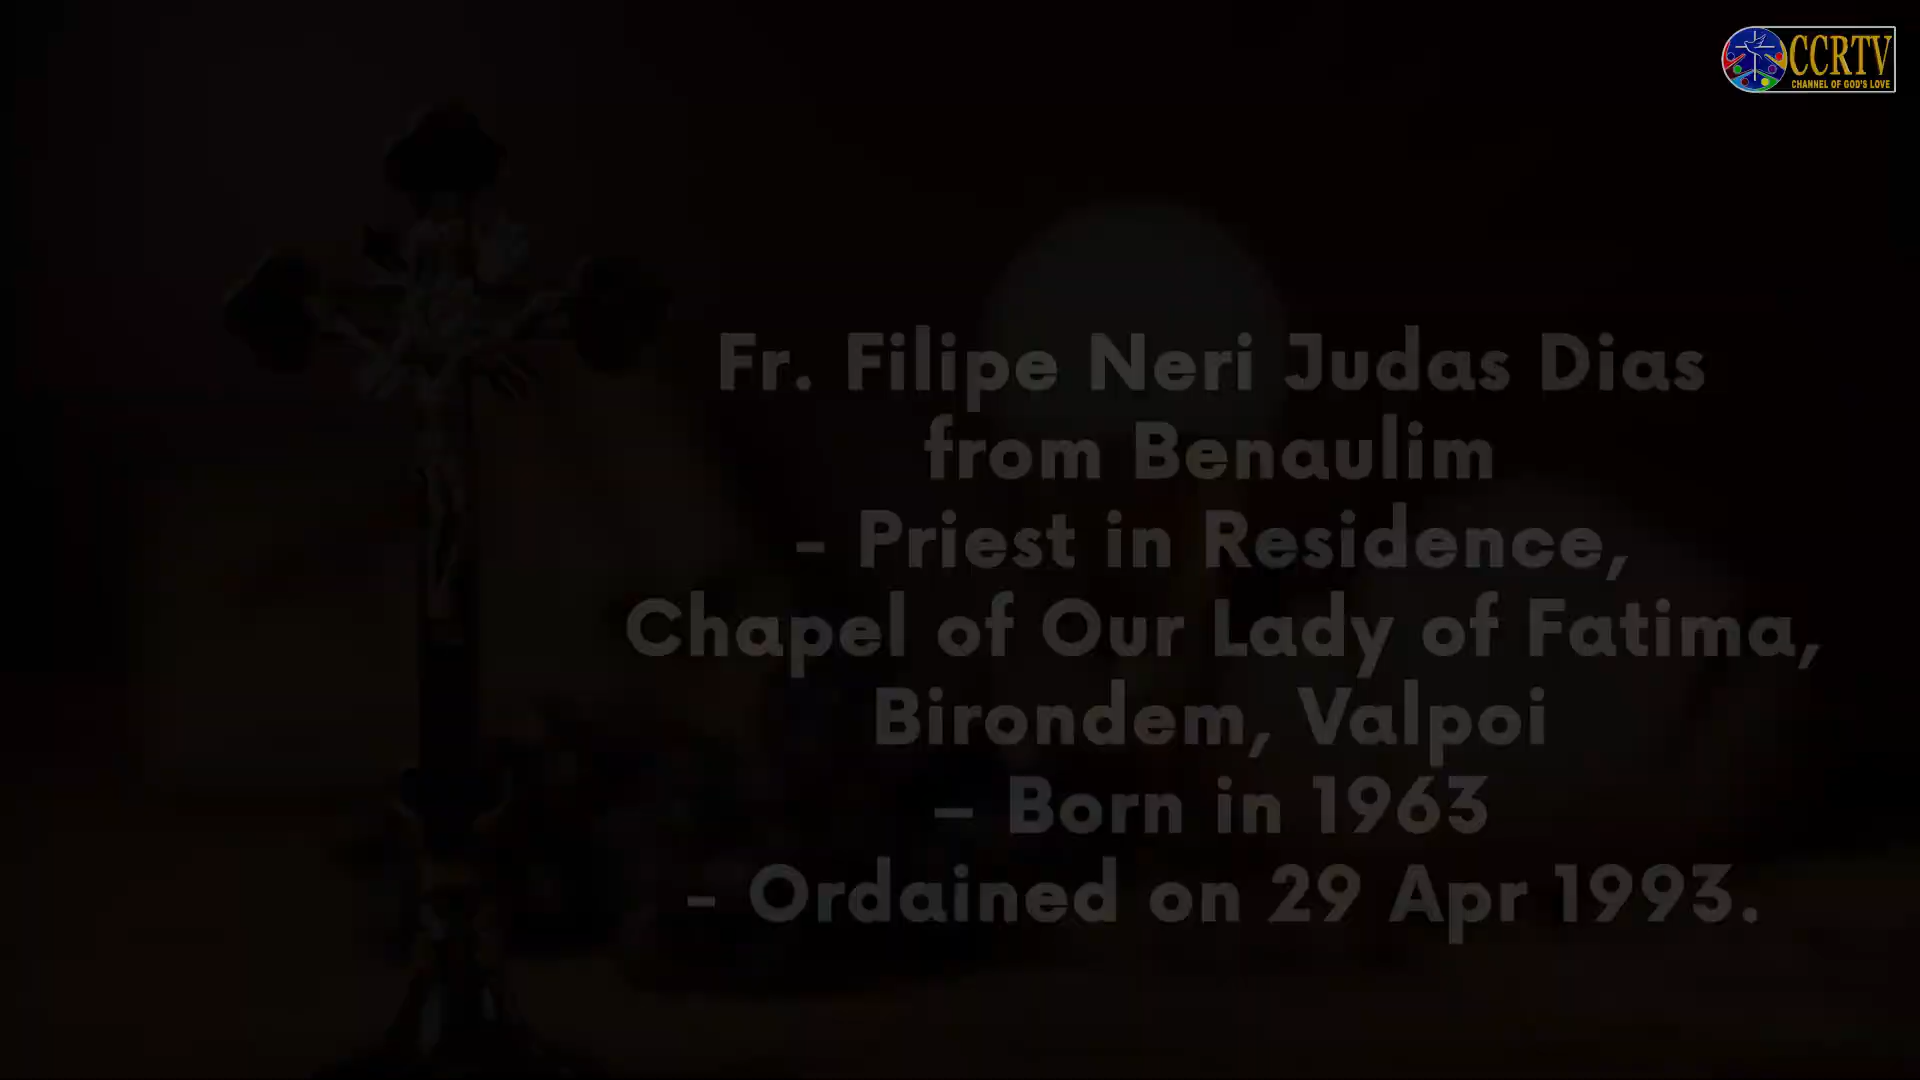 CCRTV
CHANNEL OF GOD'S LOVE
Fr. Filipe Neri Judas Dias
from Benaulim
- Priest in Residence,
Chapel of Our Lady of Fatima,
Birondem, Valpoi
– Born in 1963
- Ordained on 29 Apr 1993.